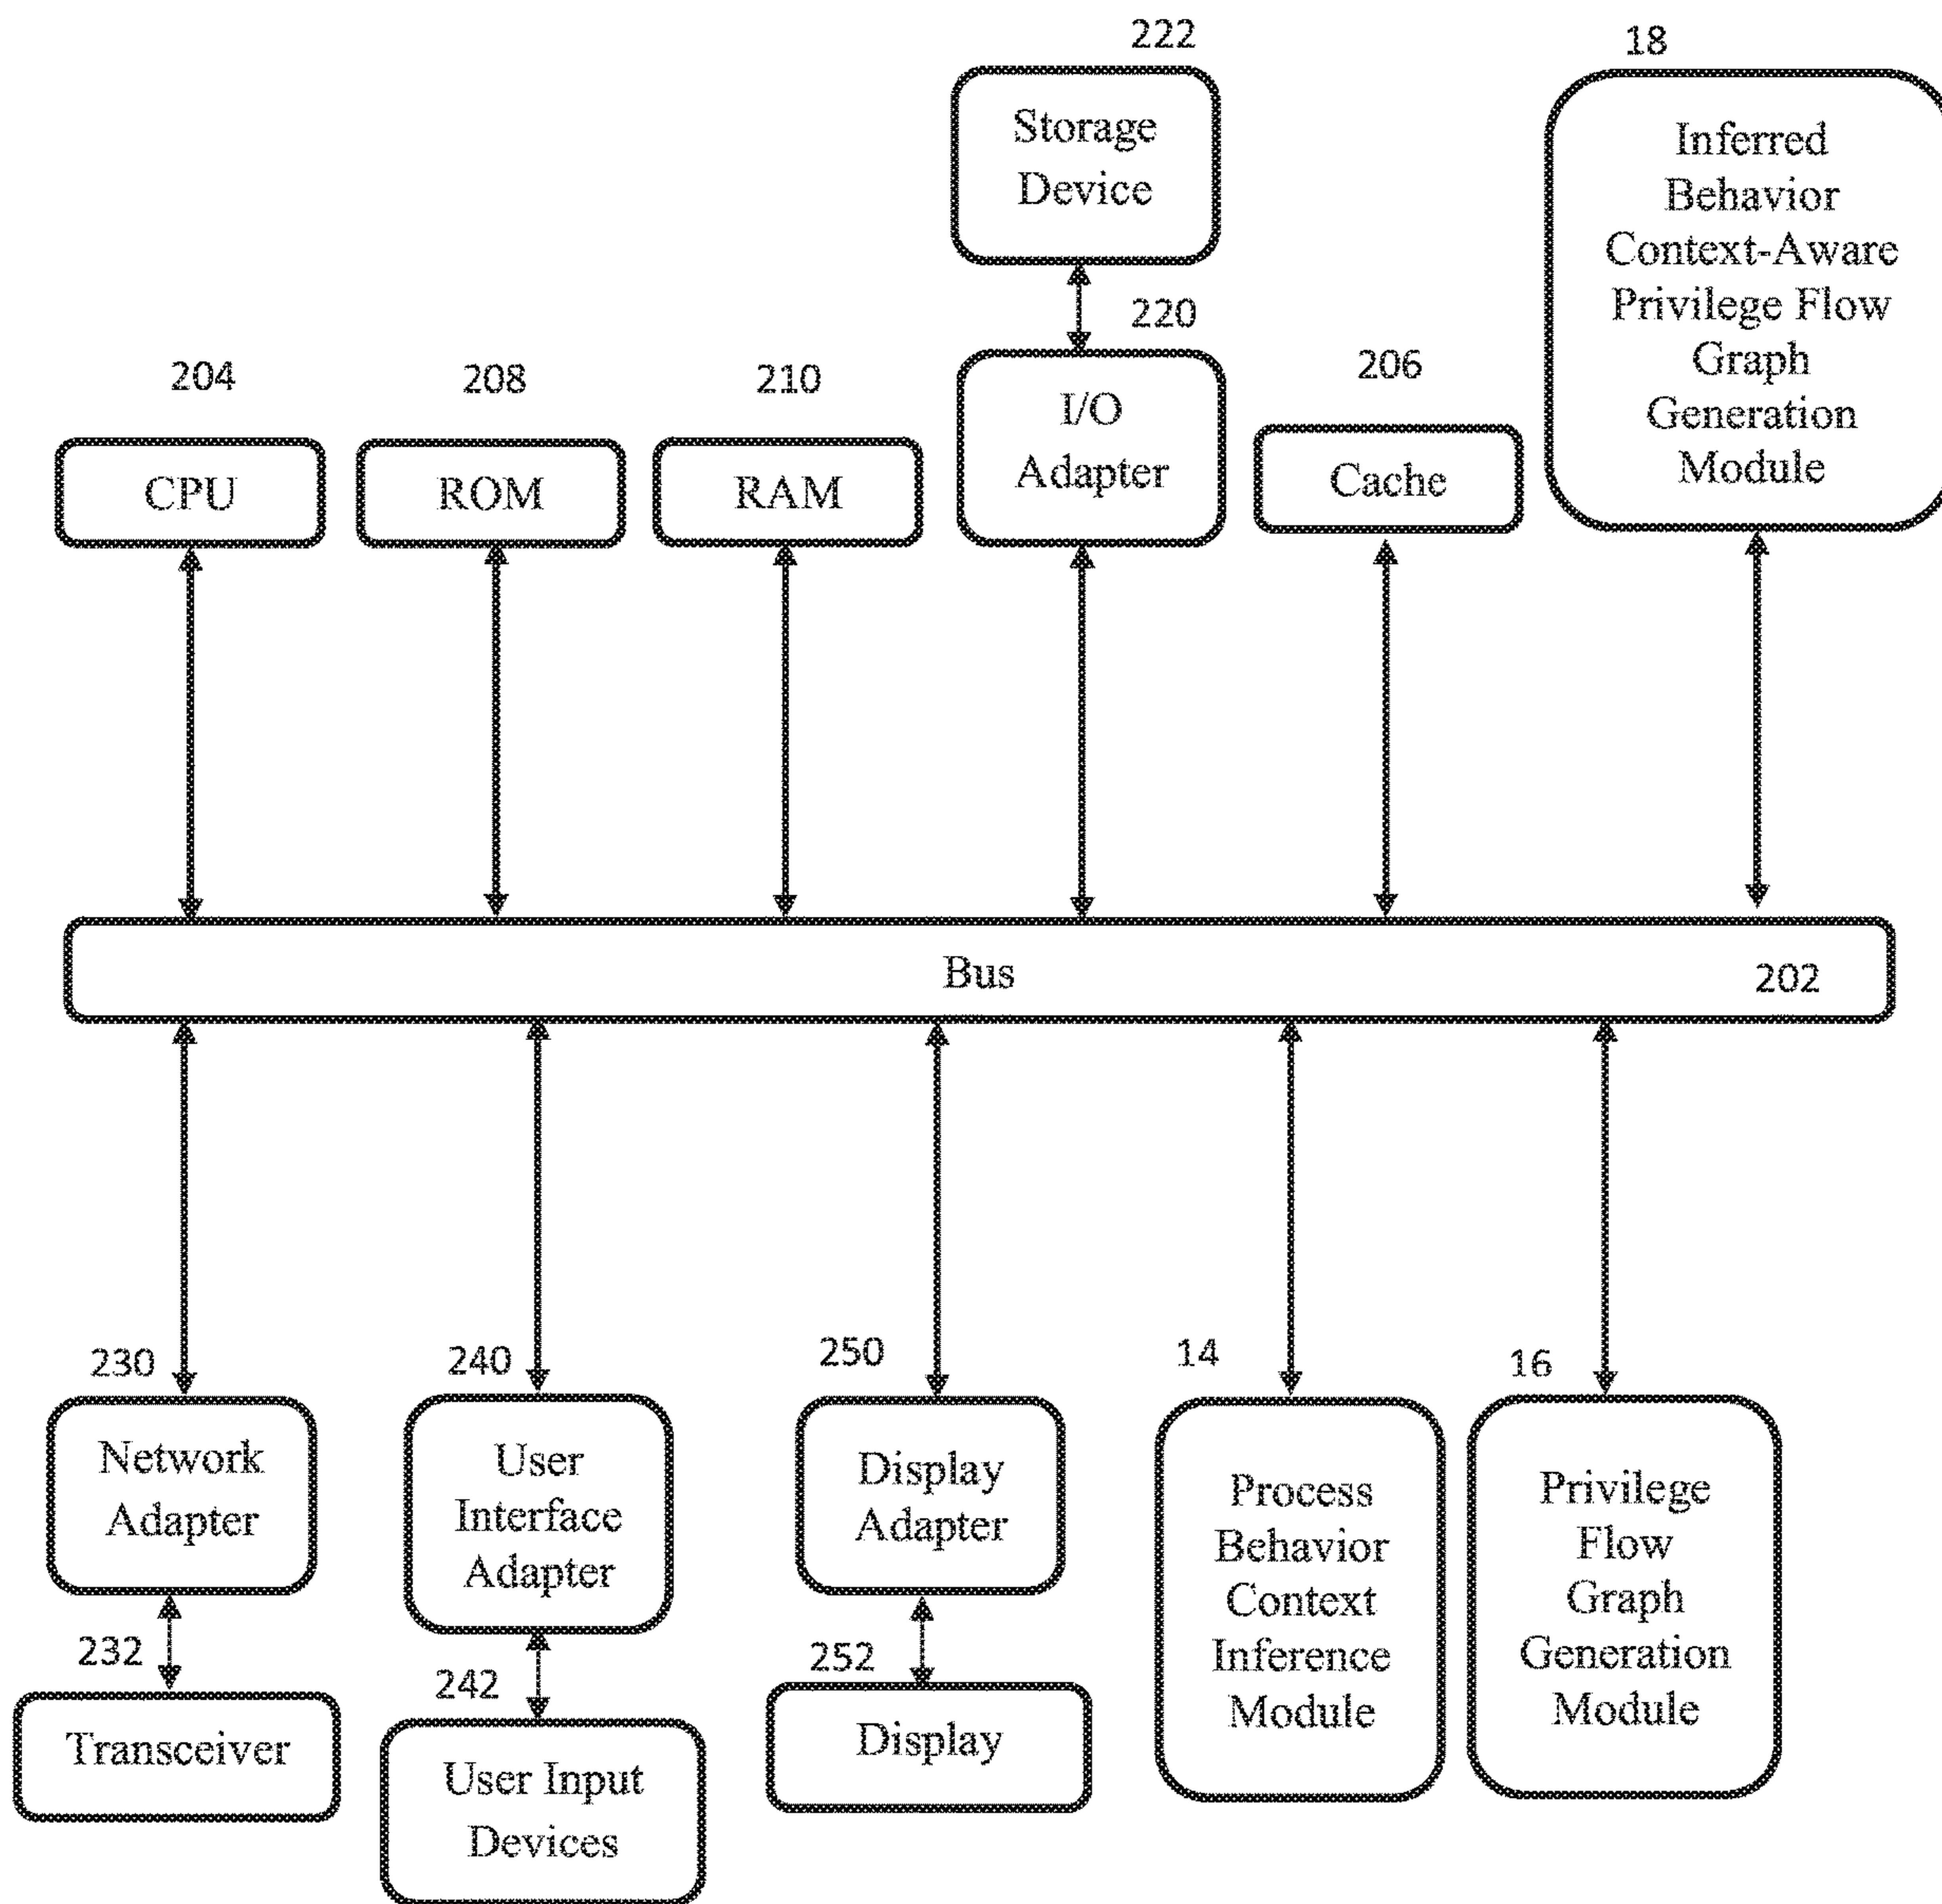 222
Storage
Device
18
Inferred
Behavior
Context-Aware
Privilege Flow
Graph
Generation
Module
220
I/O
Adapter
204
CPU
208
ROM
210
RAM
206
Cache
Bus
202
230
Network
Adapter
232
Transceiver
240
User
Interface
Adapter
242
User Input
Devices
250
Display
Adapter
252
Display
14
Process
Behavior
Context
Inference
Module
16
Privilege
Flow
Graph
Generation
Module